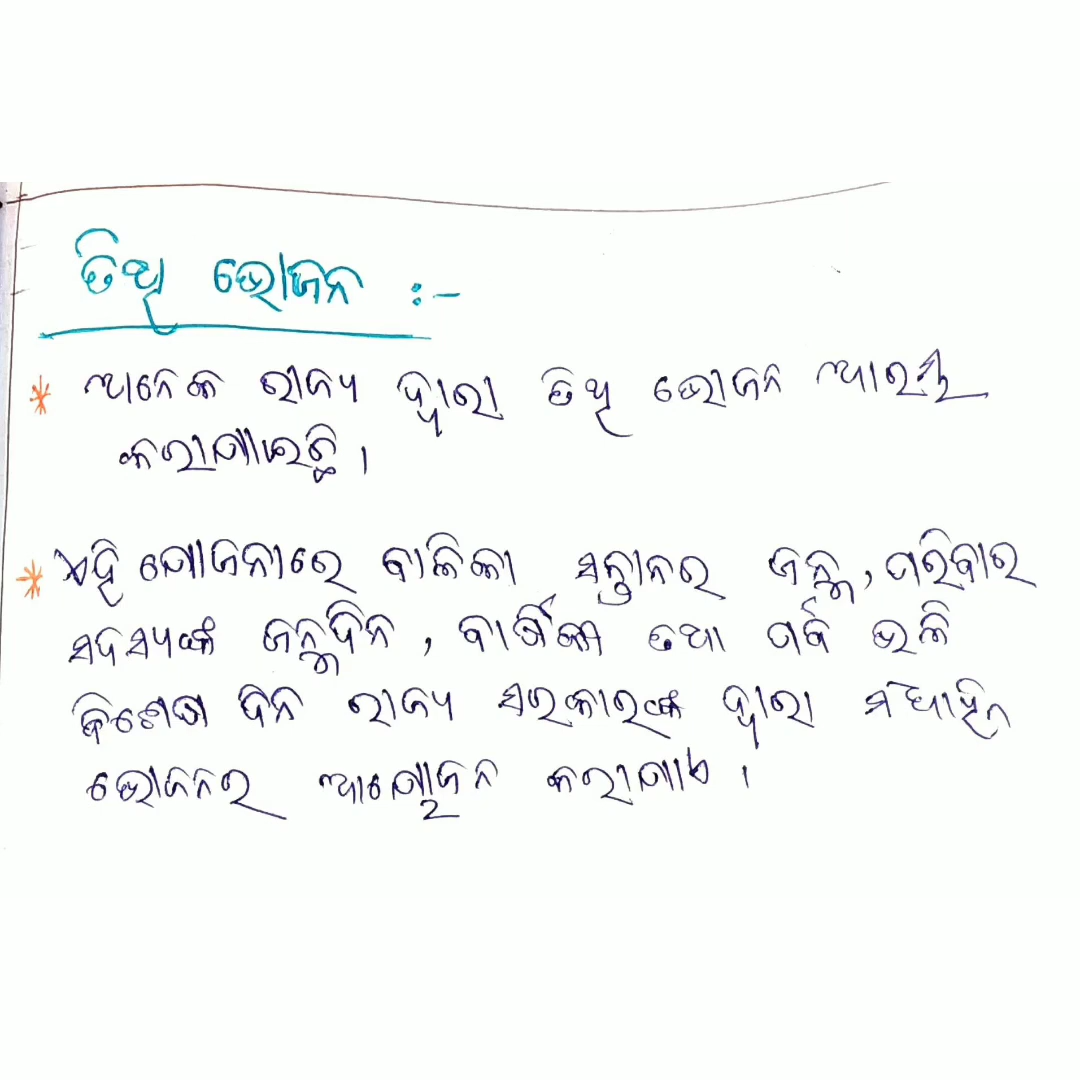 ତିଥି ଭୋଜନ :-
* ଅନେକ ରାଜ୍ୟ ଦ୍ୱାରା ତିଥି ଭୋଜନ ଆରମ୍ଭ
କରାଯାଇଛି ।
* ଏହି ଯୋଜନାରେ ବାଳିକା ସନ୍ତାନର ଜନ୍ମ, ପରିବାର
ସଦସ୍ୟଙ୍କ ଜନ୍ମଦିନ, ବାର୍ଷିକୀ ତଥା ପର୍ବ ଭଳି
ବିଶେଷ ଦିନ ରାଜ୍ୟ ସରକାରଙ୍କ ଦ୍ୱାରା ମଧ୍ୟାହ୍ନ
ଭୋଜନର ଆୟୋଜନ କରାଯାଏ ।